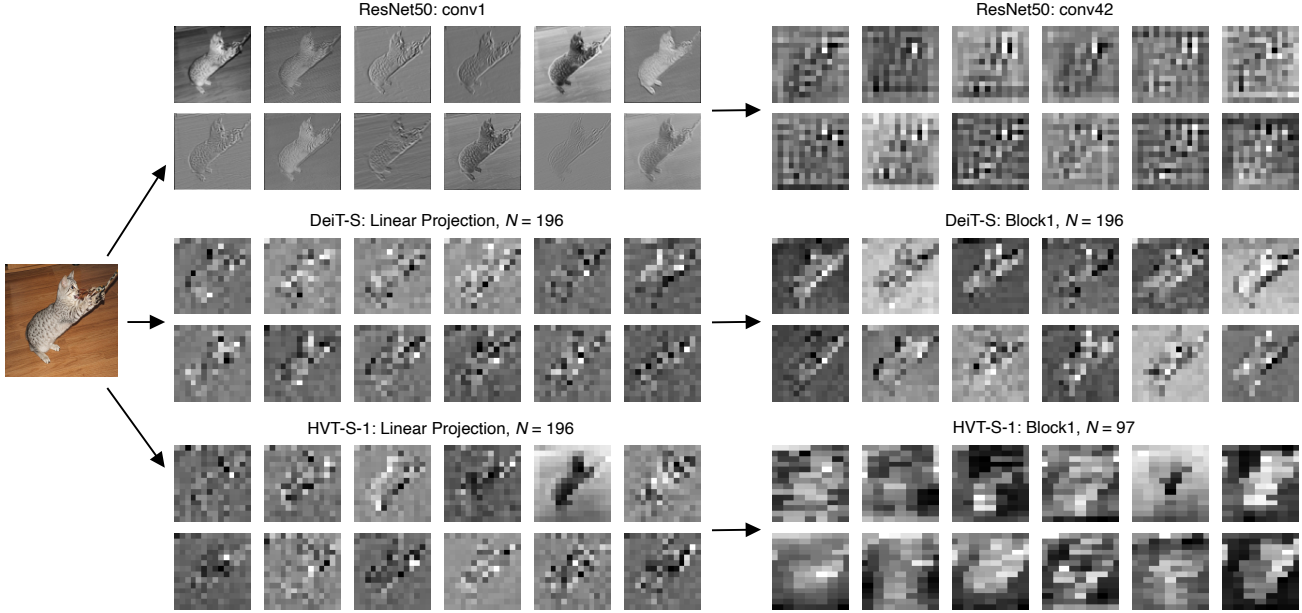 ResNet50: conv1
ResNet50: conv42
DeiT-S: Linear Projection, N = 196
DeiT-S: Block1, N = 196
HVT-S-1: Linear Projection, N = 196
HVT-S-1: Block1, N = 97